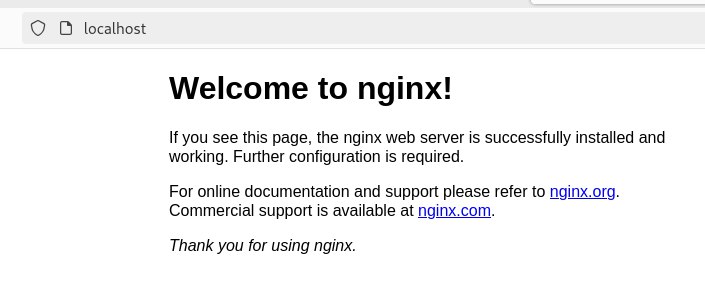 localhost
Welcome to nginx!
If you see this page, the nginx web server is successfully installed and
working. Further configuration is required.
For online documentation and support please refer to nginx.org.
Commercial support is available at nginx.com.
Thank you for using nginx.